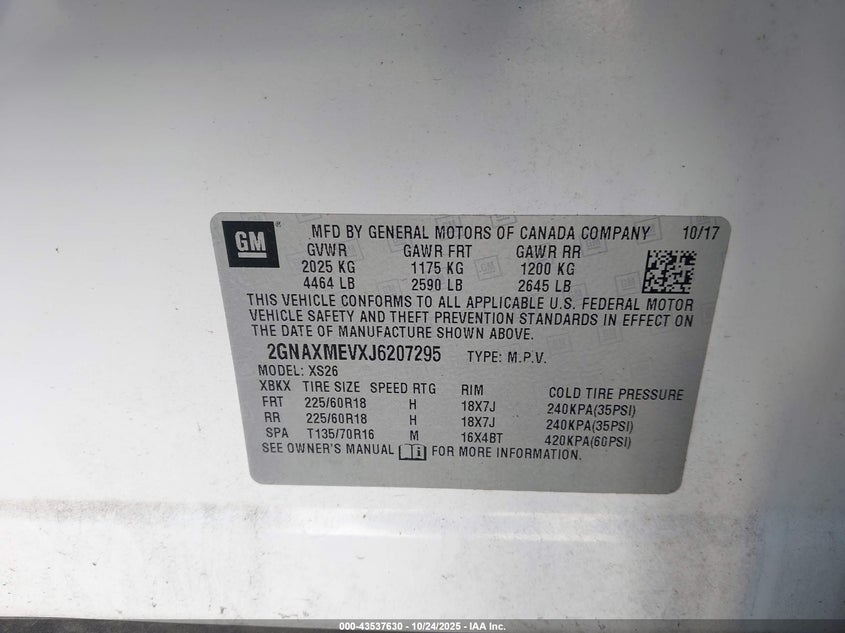 GM
MFD BY GENERAL MOTORS OF CANADA COMPANY 10/17
GVWR GAWR FRT GAWR RR
2025 KG 1175 KG 1200 KG
4464 LB 2590 LB 2645 LB
THIS VEHICLE CONFORMS TO ALL APPLICABLE U.S. FEDERAL MOTOR
VEHICLE SAFETY AND THEFT PREVENTION STANDARDS IN EFFECT ON
THE DATE OF MANUFACTURE SHOWN ABOVE.
2GNAXMEVXJ6207295 TYPE: M.P.V.
MODEL: XS26
XBKX TIRE SIZE SPEED RTG RIM COLD TIRE PRESSURE
FRT 225/60R18 H 18X7J 240KPA(35PSI)
RR 225/60R18 H 18X7J 240KPA(35PSI)
SPA T135/70R16 M 16X4BT 420KPA(60PSI)
SEE OWNER'S MANUAL FOR MORE INFORMATION.
000-43537630 - 10/24/2025 - IAA Inc.